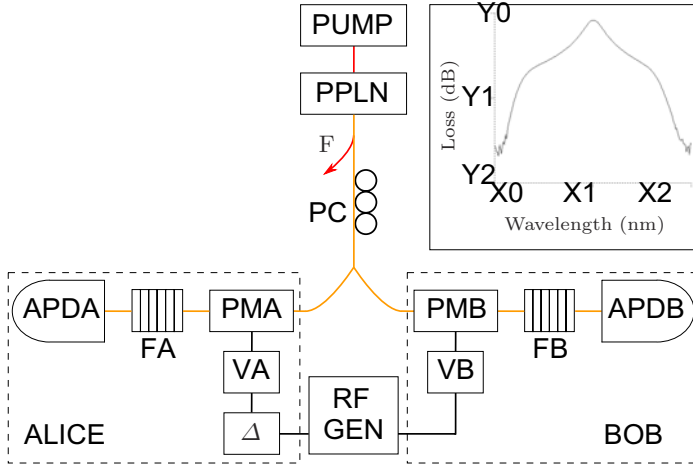 PUMP
PPLN
F
PC
Y0
Y1
Y2
Loss (dB)
X0 X1 X2
Wavelength (nm)
APDA
FA
PMA
VA
Δ
ALICE
RF
GEN
PMB
VB
FB
APDB
BOB